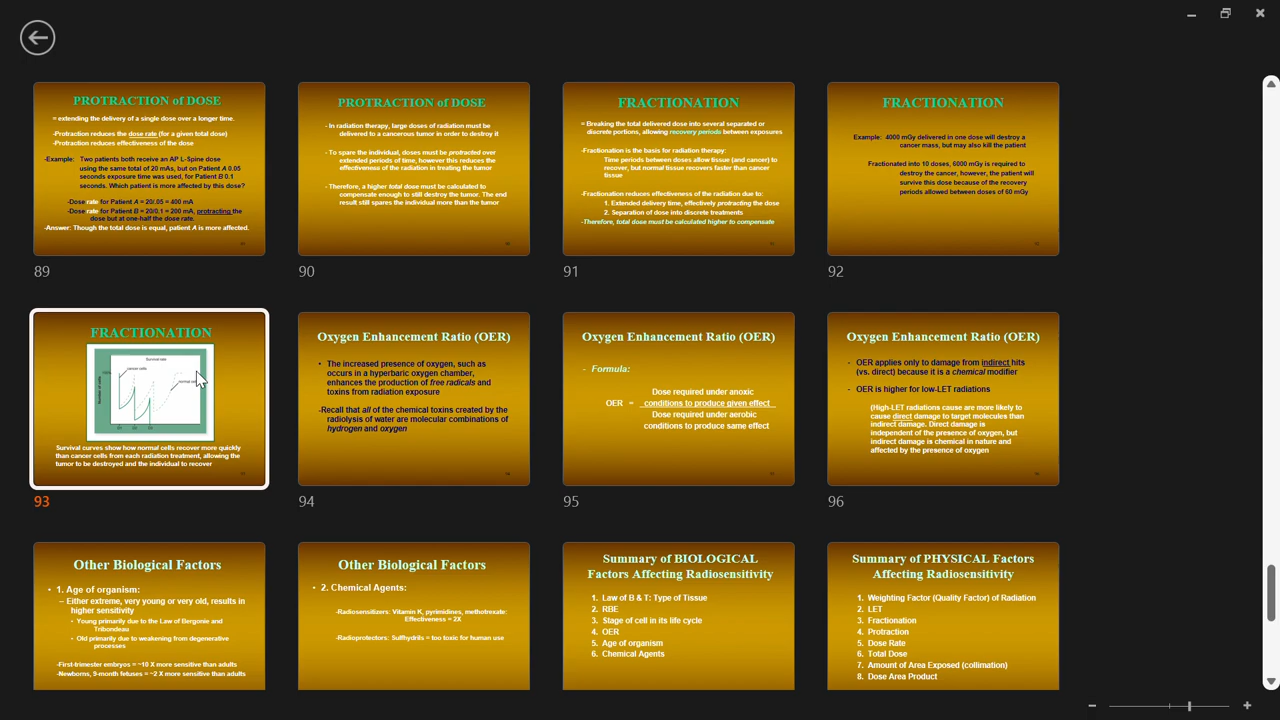 PROTRACTION of DOSE
= extending the delivery of a single dose over a longer time.
-Protraction reduces the dose rate (for a given total dose)
-Protraction reduces effectiveness of the dose
-Example: Two patients both receive an AP L-Spine dose
using the same total of 20 mAs, but on Patient A 0.05
seconds exposure time was used, for Patient B 0.1
seconds. Which patient is more affected by this dose?
-Dose rate for Patient A = 20/.05 = 400 mA
-Dose rate for Patient B = 20/0.1 = 200 mA, protracting the
dose but at one-half the dose rate.
-Answer: Though the total dose is equal, patient A is more affected.
89
PROTRACTION of DOSE
- In radiation therapy, large doses of radiation must be
delivered to a cancerous tumor in order to destroy it
- To spare the individual, doses must be protracted over
extended periods of time, however this reduces the
effectiveness of the radiation in treating the tumor
- Therefore, a higher total dose must be calculated to
compensate enough to still destroy the tumor. The end
result still spares the individual more than the tumor
90
FRACTIONATION
= Breaking the total delivered dose into several separated or
discrete portions, allowing recovery periods between exposures
-Fractionation is the basis for radiation therapy:
Time periods between doses allow tissue (and cancer) to
recover, but normal tissue recovers faster than cancer
tissue
-Fractionation reduces effectiveness of the radiation due to:
1. Extended delivery time, effectively protracting the dose
2. Separation of dose into discrete treatments
-Therefore, total dose must be calculated higher to compensate
91
FRACTIONATION
Example: 4000 mGy delivered in one dose will destroy a
cancer mass, but may also kill the patient
Fractionated into 10 doses, 6000 mGy is required to
destroy the cancer, however, the patient will
survive this dose because of the recovery
periods allowed between doses of 60 mGy
92
FRACTIONATION
Survival rate
cancer cells
Number of cells
Survival curves show how normal cells recover more quickly
than cancer cells from each radiation treatment, allowing the
tumor to be destroyed and the individual to recover
93
Oxygen Enhancement Ratio (OER)
• The increased presence of oxygen, such as
occurs in a hyperbaric oxygen chamber,
enhances the production of free radicals and
toxins from radiation exposure
-Recall that all of the chemical toxins created by the
radiolysis of water are molecular combinations of
hydrogen and oxygen
94
Oxygen Enhancement Ratio (OER)
- Formula:
Dose required under anoxic
OER = conditions to produce given effect
Dose required under aerobic
conditions to produce same effect
95
Oxygen Enhancement Ratio (OER)
- OER applies only to damage from indirect hits
(vs. direct) because it is a chemical modifier
- OER is higher for low-LET radiations
(High-LET radiations cause are more likely to
cause direct damage to target molecules than
indirect damage. Direct damage is
independent of the presence of oxygen, but
indirect damage is chemical in nature and
affected by the presence of oxygen
96
Other Biological Factors
• 1. Age of organism:
– Either extreme, very young or very old, results in
higher sensitivity
• Young primarily due to the Law of Bergonie and
Tribondeau
• Old primarily due to weakening from degenerative
processes
-First-trimester embryos = ~10 X more sensitive than adults
-Newborns, 9-month fetuses = ~2 X more sensitive than adults
Other Biological Factors
• 2. Chemical Agents:
-Radiosensitizers: Vitamin K, pyrimidines, methotrexate:
Effectiveness = 2X
-Radioprotectors: Sulfhydrils = too toxic for human use
Summary of BIOLOGICAL
Factors Affecting Radiosensitivity
1. Law of B & T: Type of Tissue
2. RBE
3. Stage of cell in its life cycle
4. OER
5. Age of organism
6. Chemical Agents
Summary of PHYSICAL Factors
Affecting Radiosensitivity
1. Weighting Factor (Quality Factor) of Radiation
2. LET
3. Fractionation
4. Protraction
5. Dose Rate
6. Total Dose
7. Amount of Area Exposed (collimation)
8. Dose Area Product